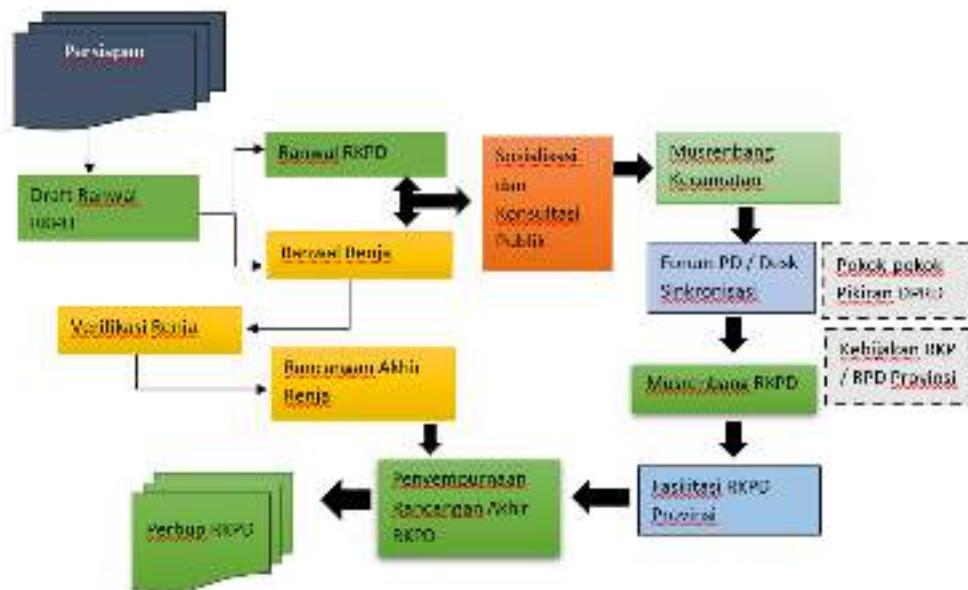 Persiapan
Ranwal RKPD
Sosialisasi
dan
Konsultasi
Publik
Musrenbang
Kecamatan
Draft Ranwal
RKPD
Ranwal Renja
Forum PD / Desk
Sinkronisasi
Pokok pokok
Pikiran DPRD
Verifikasi Renja
Rancangan Akhir
Renja
Musrenbang RKPD
Kebijakan RKP
/ RPD Provinsi
Penyempurnaan
Rancangan Akhir
RKPD
Fasilitasi RKPD
Provinsi
Perbup RKPD